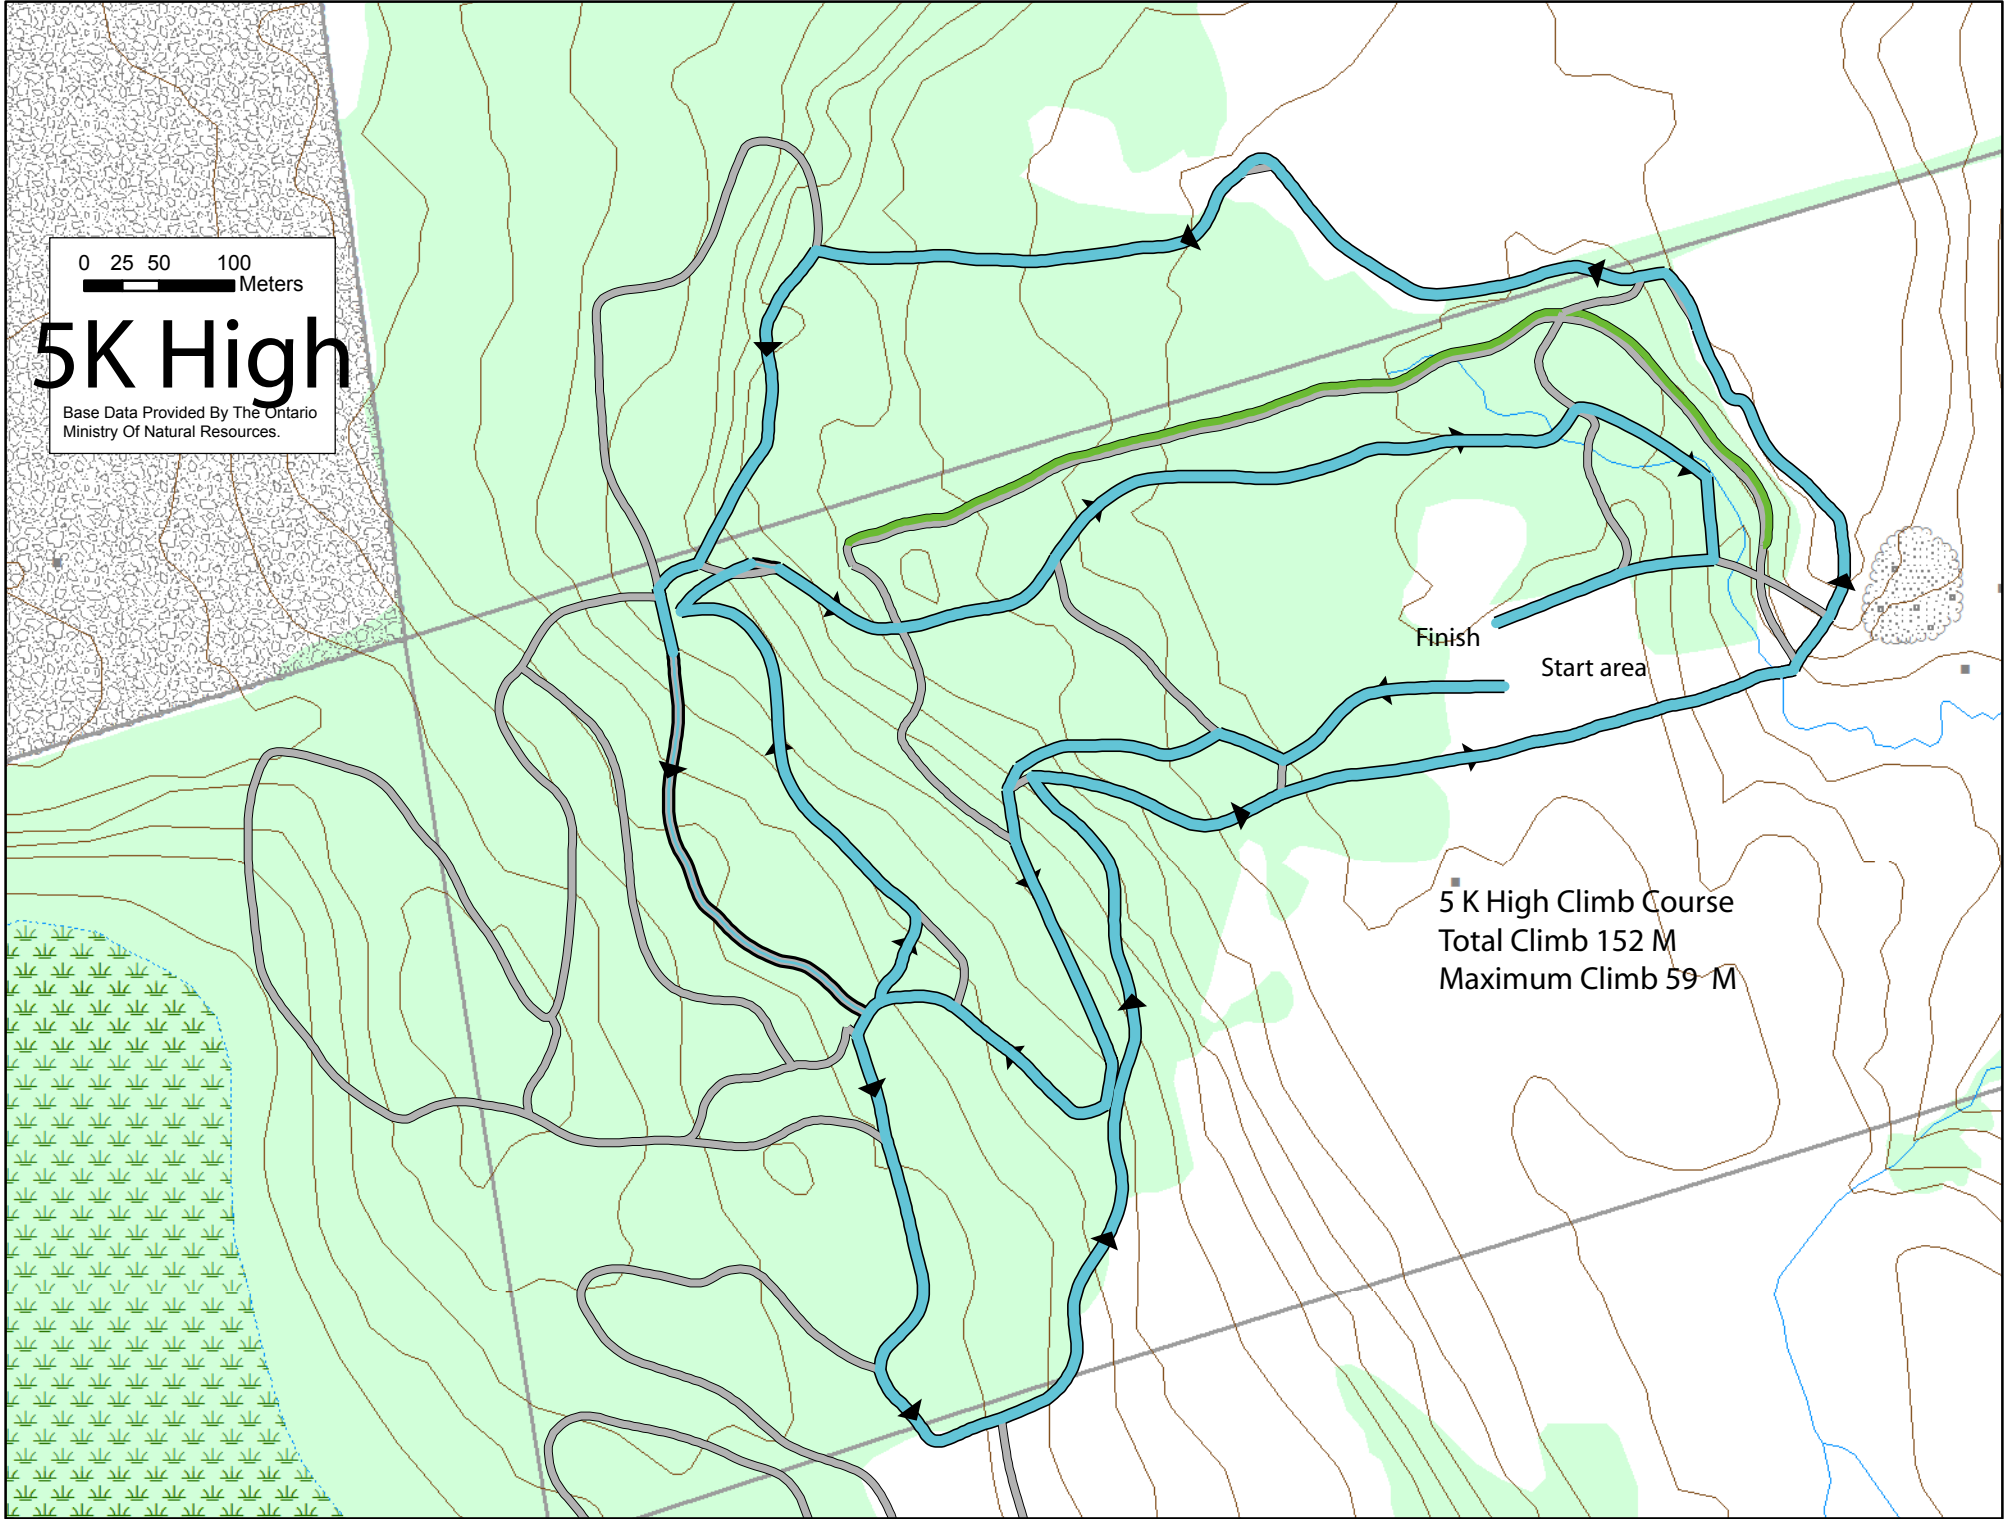 0 25 50 100
Meters
5K High
Base Data Provided By The Ontario
Ministry Of Natural Resources.
Finish
Start area
5 K High Climb Course
Total Climb 152 M
Maximum Climb 59 M